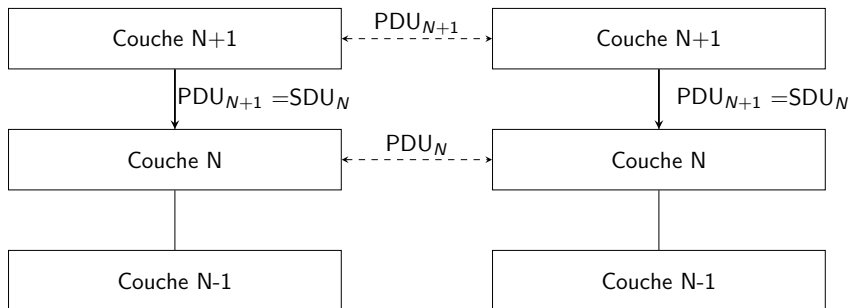 Couche N+1 PDU_{N+1} Couche N+1
PDU_{N+1} =SDU_N PDU_{N+1} =SDU_N
Couche N PDU_N Couche N
Couche N-1 Couche N-1